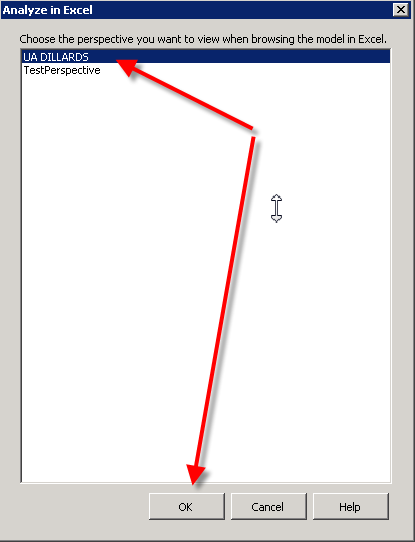 Analyze in Excel
Choose the perspective you want to view when browsing the model in Excel.
UA DILLARDS
TestPerspective
OK
Cancel
Help